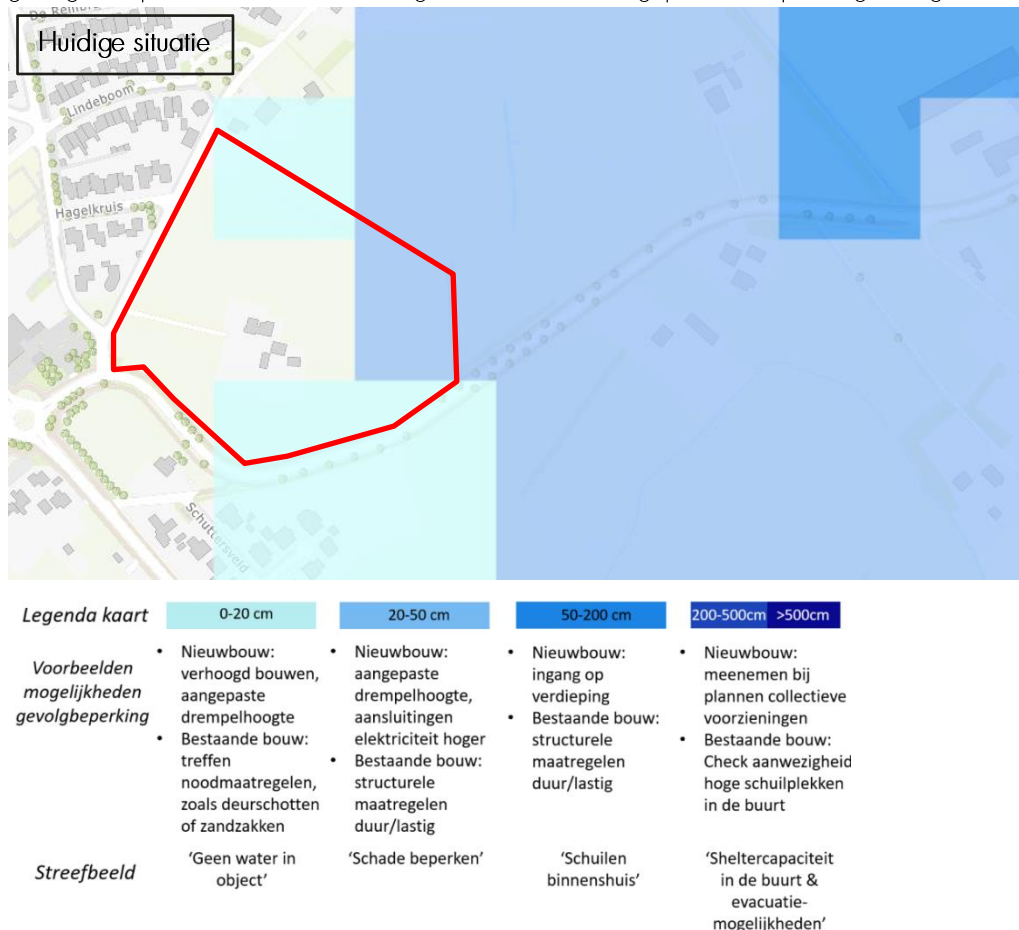 Huidige situatie
De Reinbr
Lindeboom
Hagelkruis
Schuttersveld
Legenda kaart
0-20 cm
20-50 cm
50-200 cm
200-500cm
>500cm
Voorbeelden
mogelijkheden
gevolgbeperking
• Nieuwbouw:
verhoogd bouwen,
aangepaste
drempelhoogte
• Bestaande bouw:
treffen
noodmaatregelen,
zoals deurschotten
of zandzakken
• Nieuwbouw:
aangepaste
drempelhoogte,
aansluitingen
elektriciteit hoger
• Bestaande bouw:
structurele
maatregelen
duur/lastig
• Nieuwbouw:
ingang op
verdieping
• Bestaande bouw:
structurele
maatregelen
duur/lastig
• Nieuwbouw:
meenemen bij
plannen collectieve
voorzieningen
• Bestaande bouw:
Check aanwezigheid
hoge schuilplekken
in de buurt
Streefbeeld
‘Geen water in
object’
‘Schade beperken’
‘Schuilen
binnenshuis’
‘Sheltercapaciteit
in de buurt &
evacuatie-
mogelijkheden’